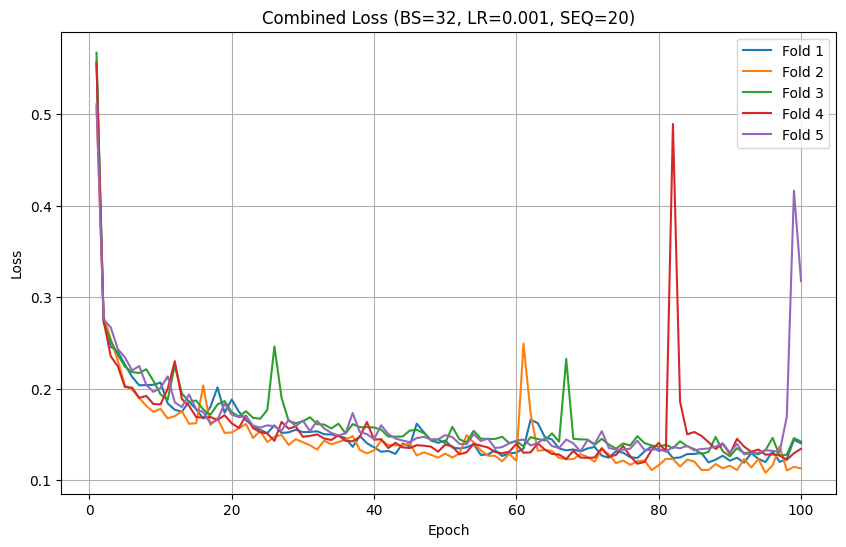 Combined Loss (BS=32, LR=0.001, SEQ=20)
Fold 1
Fold 2
Fold 3
Fold 4
Fold 5
Loss
0.5
0.4
0.3
0.2
0.1
0 20 40 60 80 100
Epoch